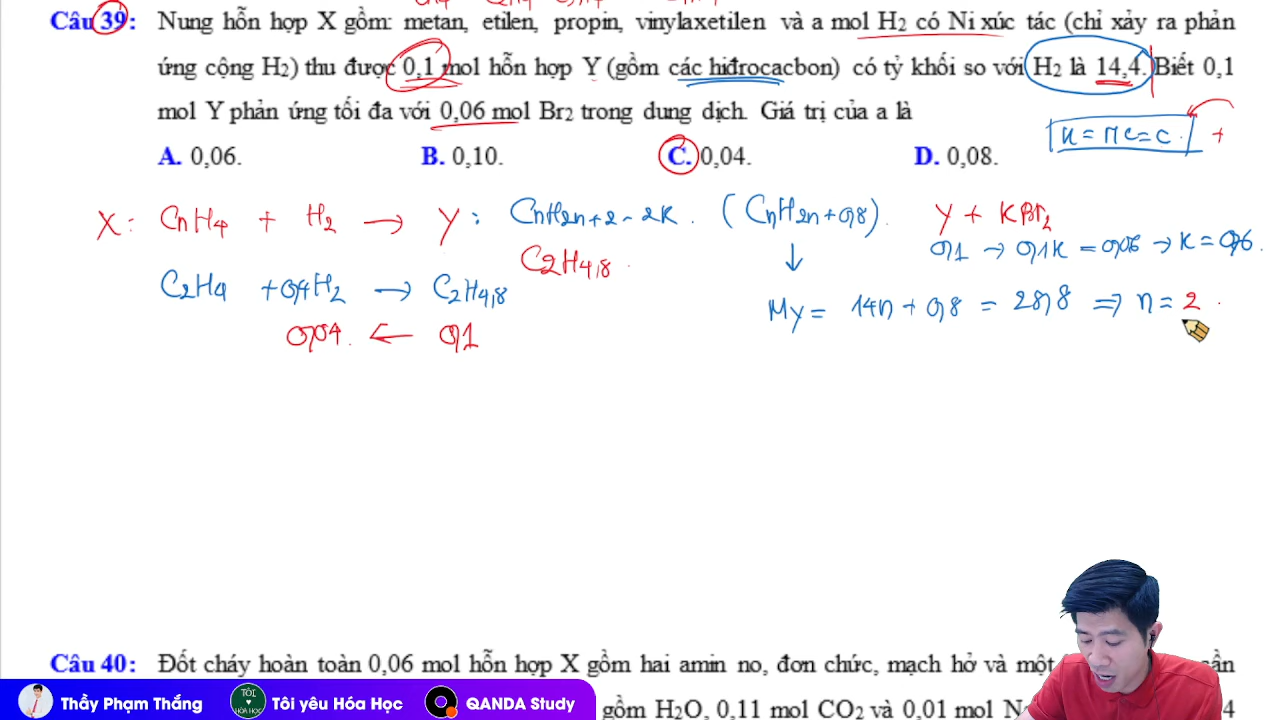 Câu 39: Nung hỗn hợp X gồm: metan, etilen, propin, vinylaxetilen và a mol H2 có Ni xúc tác (chỉ xảy ra phản
ứng cộng H2) thu được 0,1 mol hỗn hợp Y (gồm các hiđrocacbon) có tỷ khối so với H2 là 14,4. Biết 0,1
mol Y phản ứng tối đa với 0,06 mol Br2 trong dung dịch. Giá trị của a là
K = πC=C +
A. 0,06. B. 0,10. C. 0,04. D. 0,08.
X: CnH4 + H2 → Y: CnH2n+2-2K. (CnH2n+0,8). Y + KBr2
0,1 → 0,1K = 0,06 → K = 0,6.
C2H4,8.
C2H4 + 0,4H2 → C2H4,8 ↓
MY = 14n + 0,8 = 28,8 ⇒ n = 2.
0,04. ← 0,1
Câu 40: Đốt cháy hoàn toàn 0,06 mol hỗn hợp X gồm hai amin no, đơn chức, mạch hở và một
Thầy Phạm Thắng TÔI YÊU HÓA HỌC Tôi yêu Hóa Học QANDA Study gồm H2O, 0,11 mol CO2 và 0,01 mol